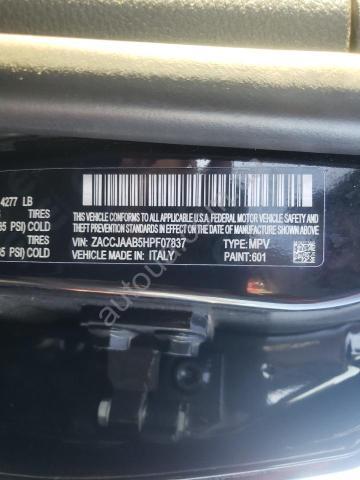 4277 LB
TIRES
35 PSI) COLD
TIRES
35 PSI) COLD
THIS VEHICLE CONFORMS TO ALL APPLICABLE U.S.A. FEDERAL MOTOR VEHICLE SAFETY AND
THEFT PREVENTION STANDARDS IN EFFECT ON THE DATE OF MANUFACTURE SHOWN ABOVE.
VIN: ZACCJAAB5HPF07837 TYPE: MPV
VEHICLE MADE IN: ITALY PAINT: 601